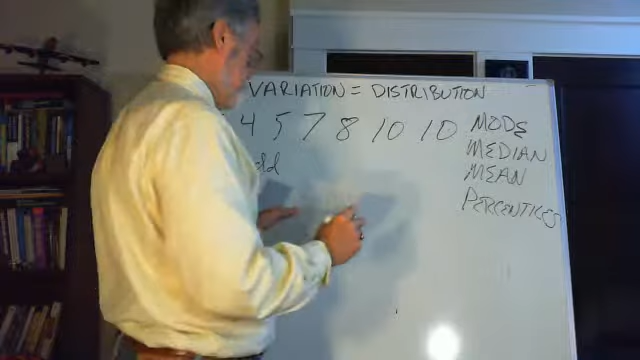 VARIATION = DISTRIBUTION
4 5 7 8 10 10
MODE
MEDIAN
MEAN
PERCENTILES